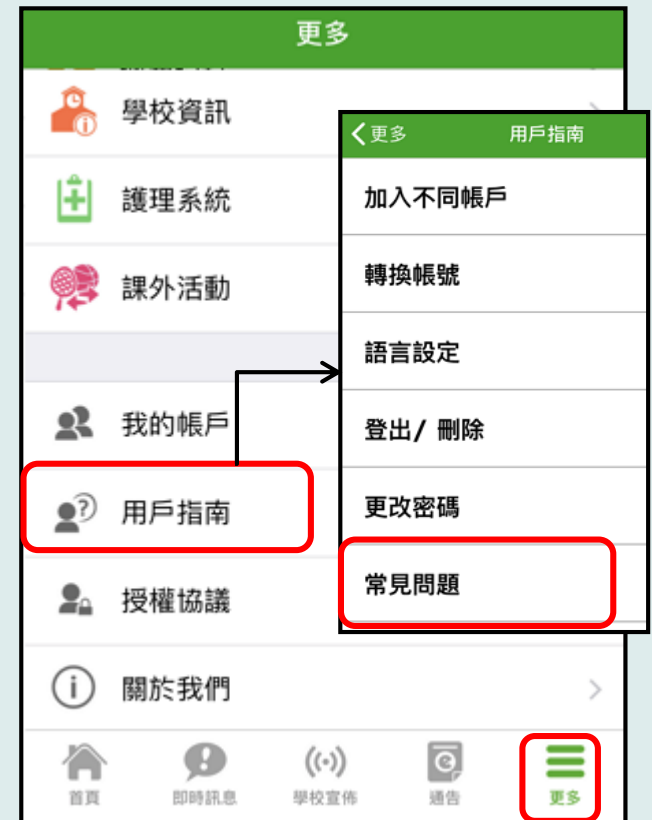 更多
學校資訊
護理系統
課外活動
我的帳戶
用戶指南
授權協議
關於我們
首頁
即時訊息
學校宣佈
通告
更多
更多
用戶指南
加入不同帳戶
轉換帳號
語言設定
登出/ 刪除
更改密碼
常見問題